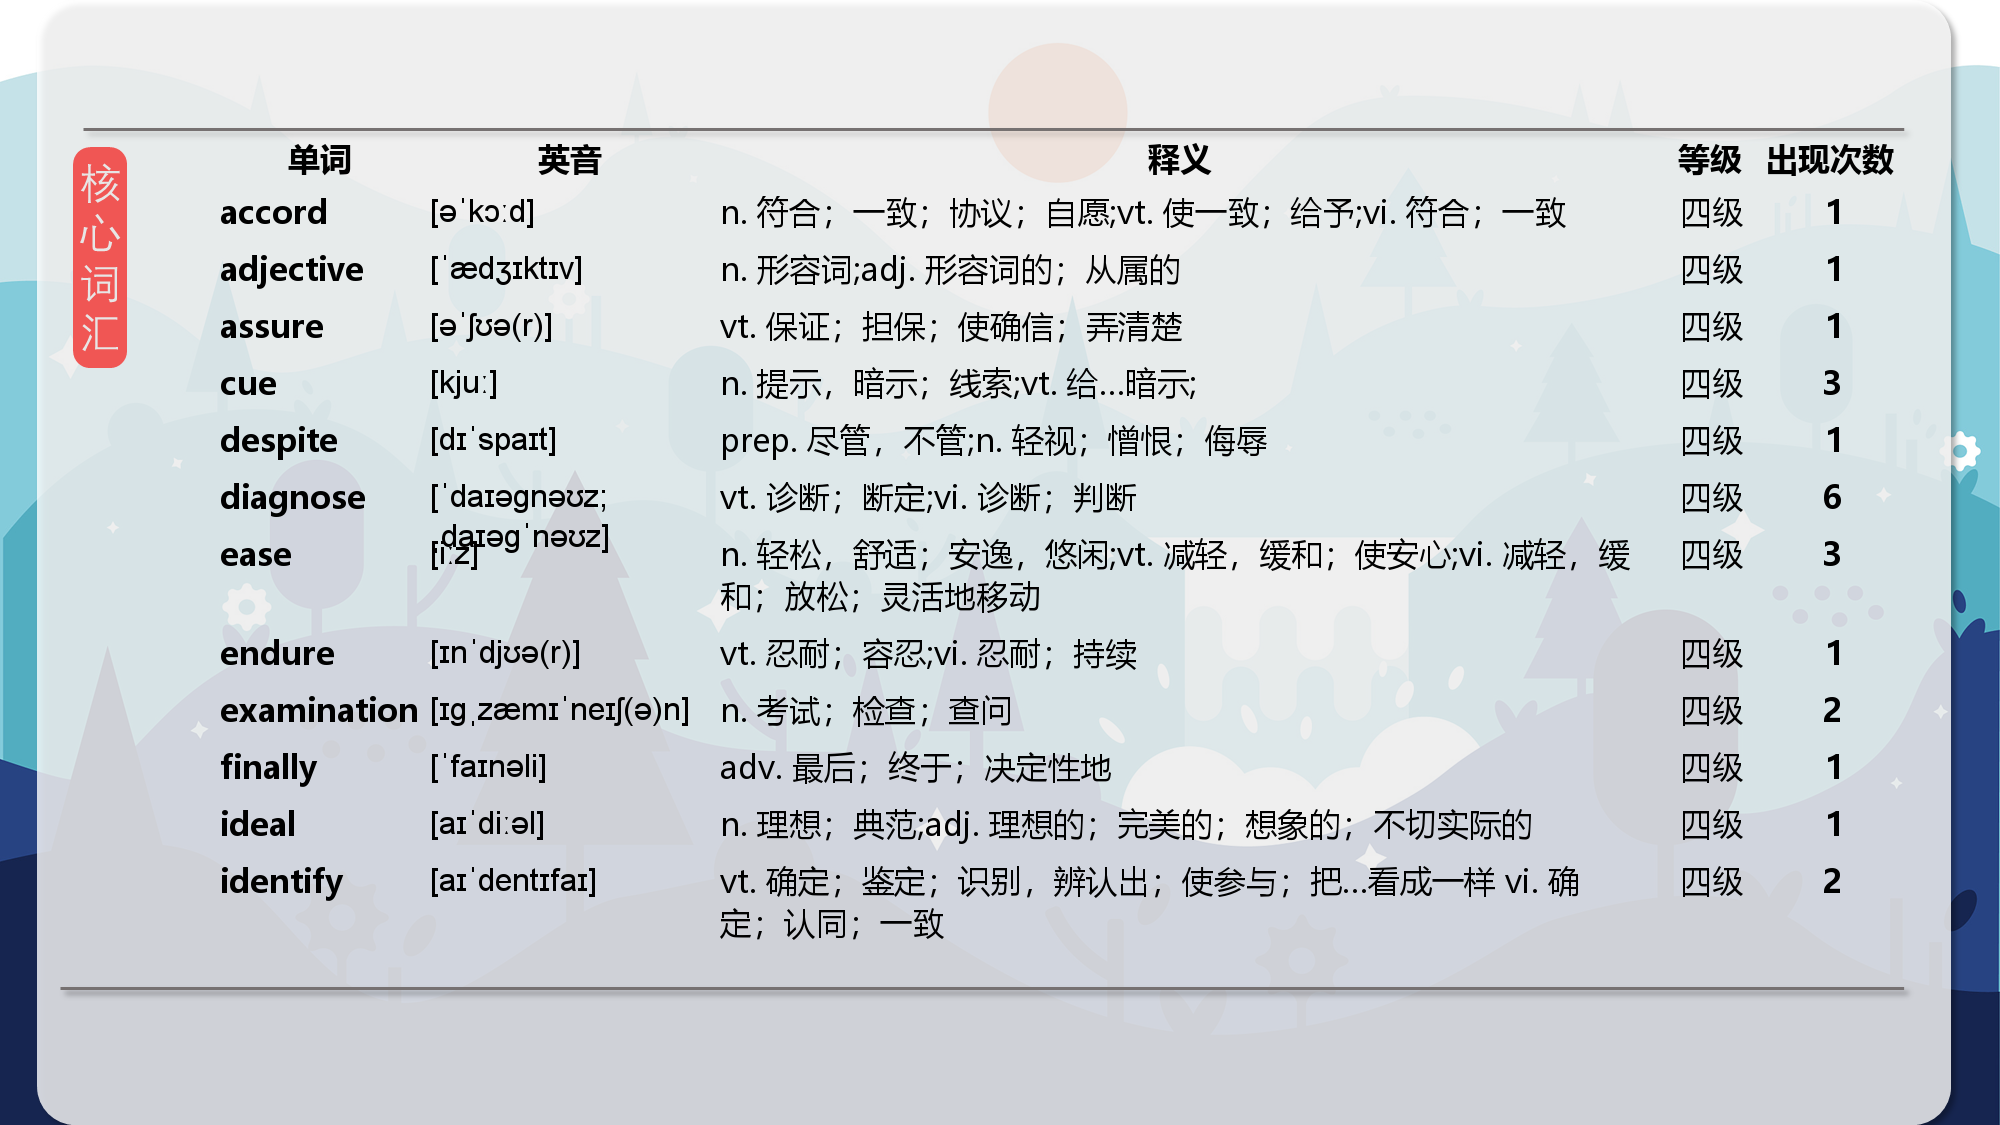 核心词汇
单词 英音 释义 等级 出现次数
accord [əˈkɔːd] n. 符合；一致；协议；自愿;vt. 使一致；给予;vi. 符合；一致 四级 1
adjective [ˈædʒɪktɪv] n. 形容词;adj. 形容词的；从属的 四级 1
assure [əˈʃʊə(r)] vt. 保证；担保；使确信；弄清楚 四级 1
cue [kjuː] n. 提示，暗示；线索;vt. 给...暗示; 四级 3
despite [dɪˈspaɪt] prep. 尽管，不管;n. 轻视；憎恨；侮辱 四级 1
diagnose [ˈdaɪəgnəʊz; vt. 诊断；断定;vi. 诊断；判断 四级 6
ˌdaɪəgˈnəʊz]
ease [iːz] n. 轻松，舒适；安逸，悠闲;vt. 减轻，缓和；使安心;vi. 减轻，缓 四级 3
和；放松；灵活地移动
endure [ɪnˈdjʊə(r)] vt. 忍耐；容忍;vi. 忍耐；持续 四级 1
examination [ɪgˌzæmɪˈneɪʃ(ə)n] n. 考试；检查；查问 四级 2
finally [ˈfaɪnəli] adv. 最后；终于；决定性地 四级 1
ideal [aɪˈdiːəl] n. 理想；典范;adj. 理想的；完美的；想象的；不切实际的 四级 1
identify [aɪˈdentɪfaɪ] vt. 确定；鉴定；识别，辨认出；使参与；把...看成一样 vi. 确 四级 2
定；认同；一致